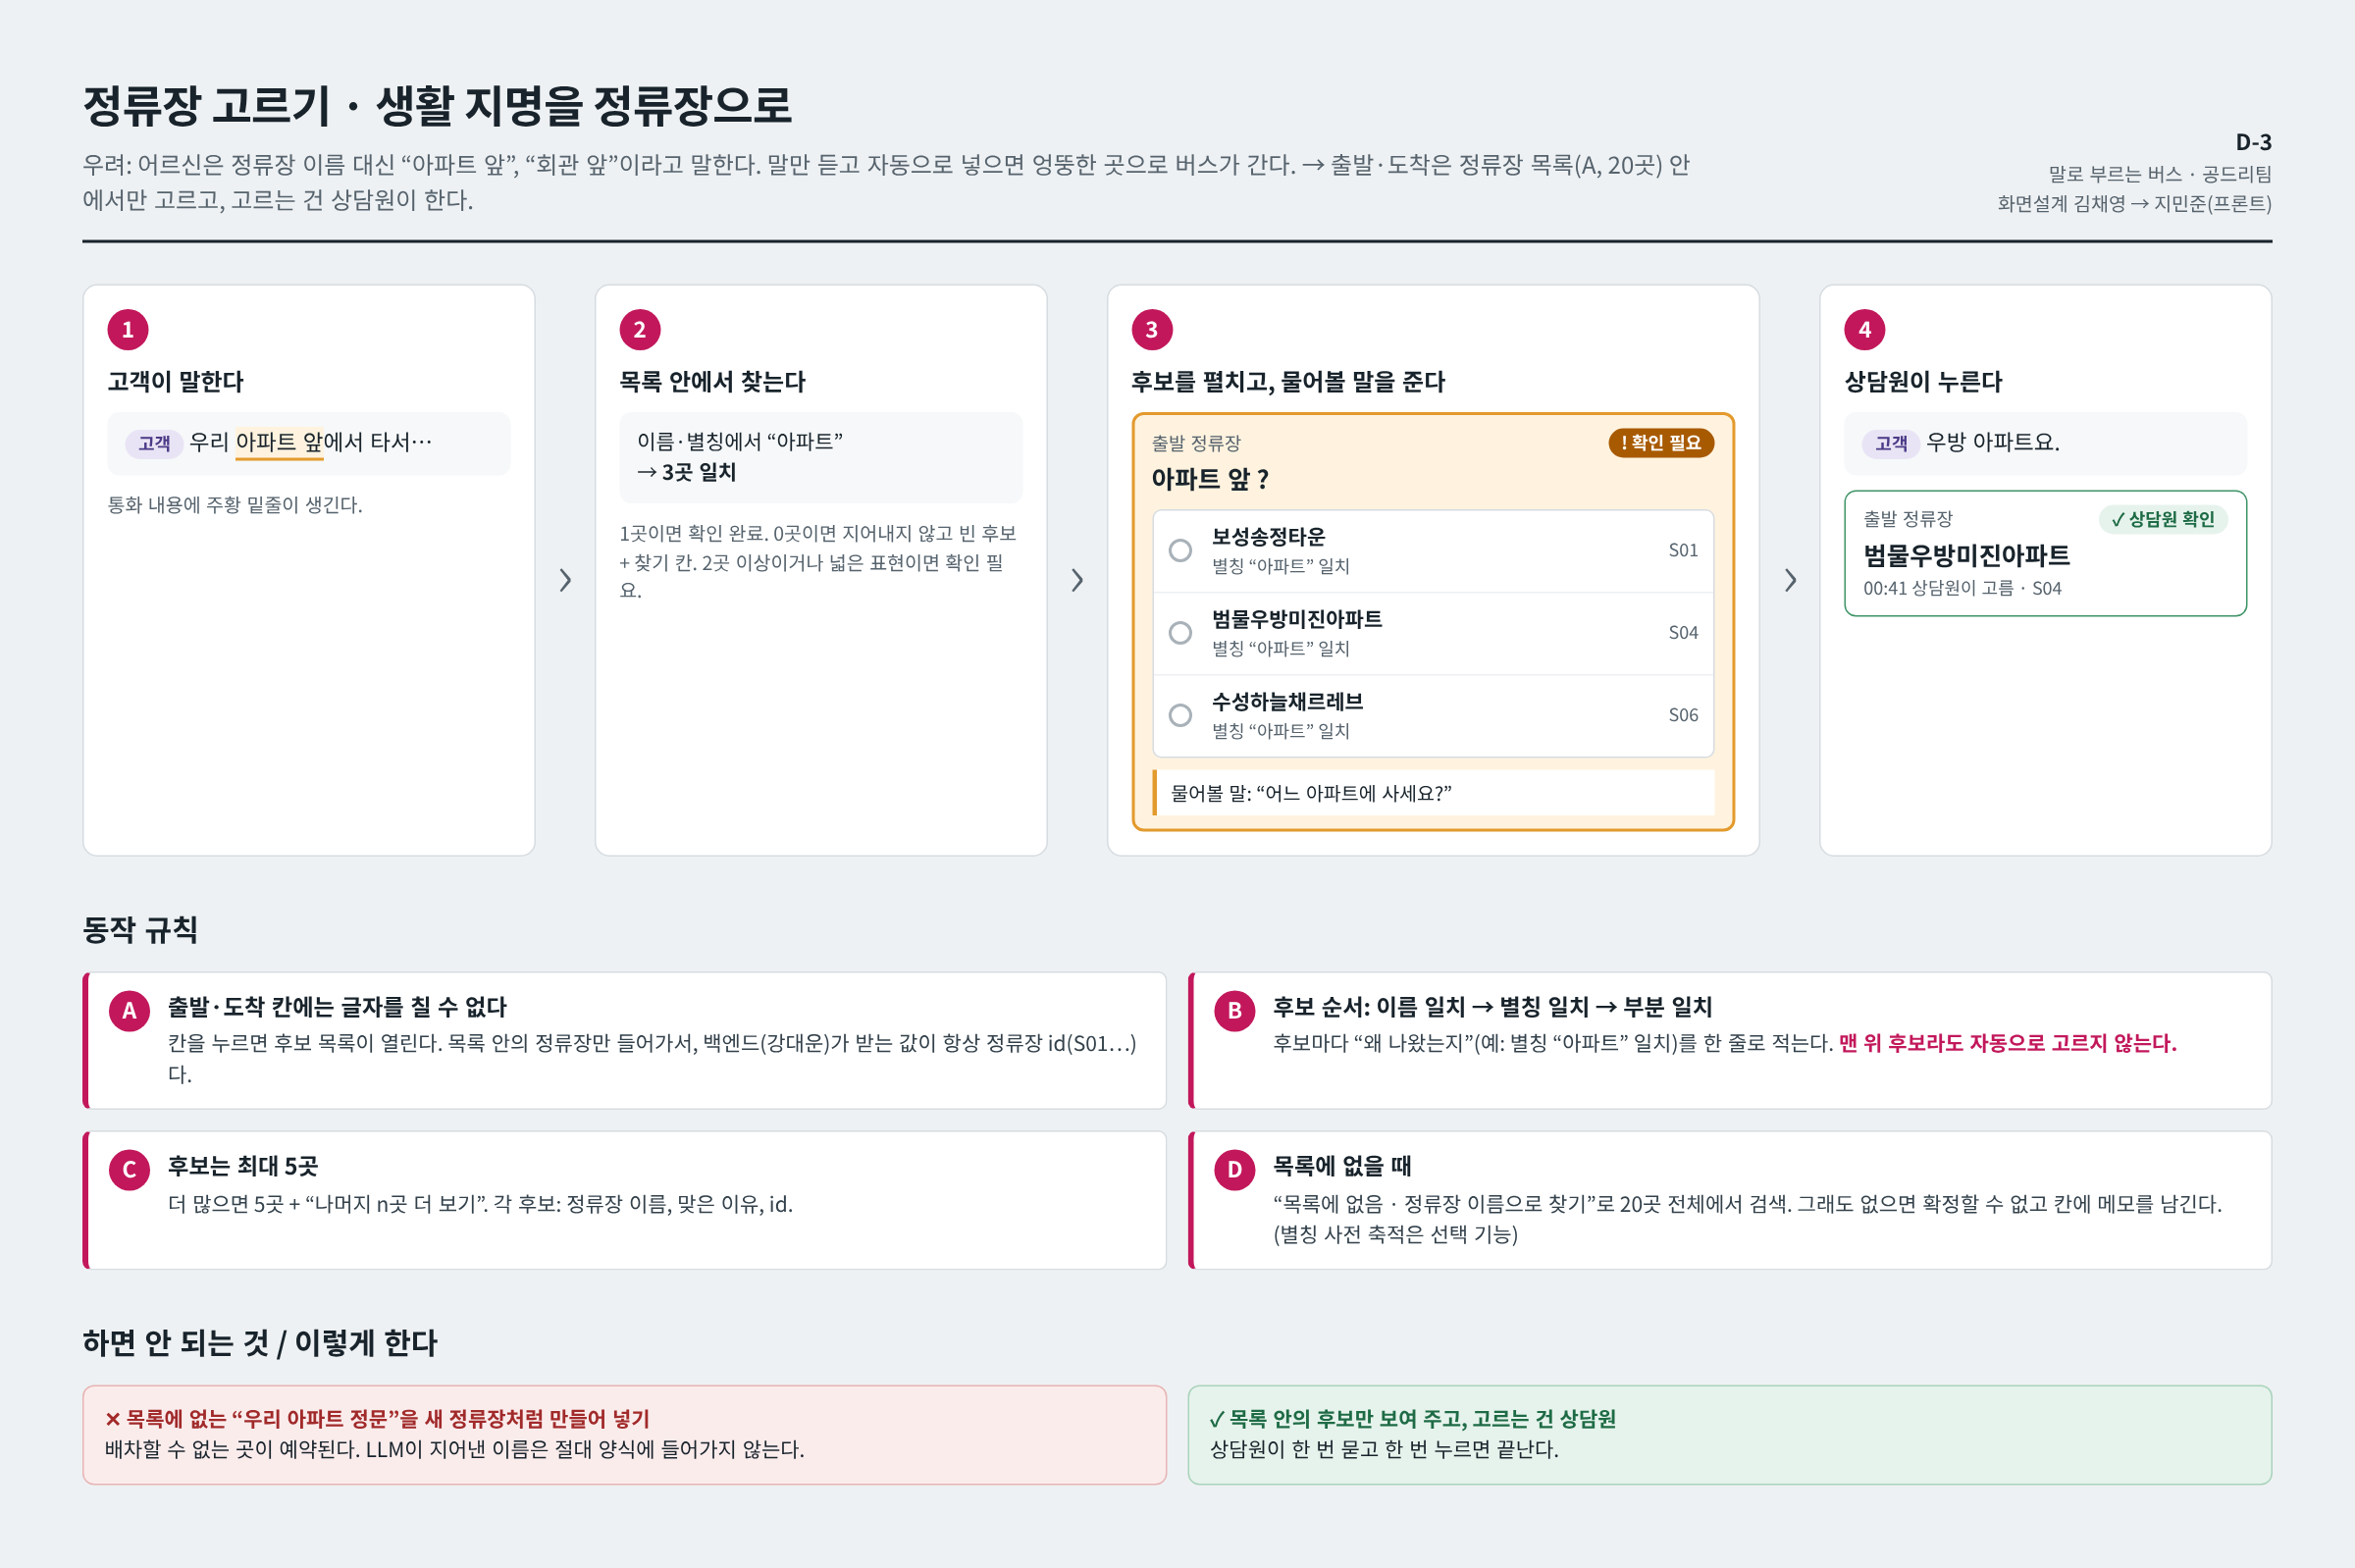 정류장 고르기 · 생활 지명을 정류장으로
우려: 어르신은 정류장 이름 대신 “아파트 앞”, “회관 앞”이라고 말한다. 말만 듣고 자동으로 넣으면 엉뚱한 곳으로 버스가 간다. → 출발·도착은 정류장 목록(A, 20곳) 안
에서만 고르고, 고르는 건 상담원이 한다.
D-3
말로 부르는 버스 · 공드리팀
화면설계 김채영 → 지민준(프론트)
1
고객이 말한다
고객 우리 아파트 앞에서 타서…
통화 내용에 주황 밑줄이 생긴다.
2
목록 안에서 찾는다
이름·별칭에서 “아파트”
→ 3곳 일치
1곳이면 확인 완료. 0곳이면 지어내지 않고 빈 후보
+ 찾기 칸. 2곳 이상이거나 넓은 표현이면 확인 필
요.
3
후보를 펼치고, 물어볼 말을 준다
출발 정류장
! 확인 필요
아파트 앞 ?
보성송정타운
별칭 “아파트” 일치
S01
범물우방미진아파트
별칭 “아파트” 일치
S04
수성하늘채르레브
별칭 “아파트” 일치
S06
물어볼 말: “어느 아파트에 사세요?”
4
상담원이 누른다
고객 우방 아파트요.
출발 정류장
✓ 상담원 확인
범물우방미진아파트
00:41 상담원이 고름 · S04
동작 규칙
A
출발·도착 칸에는 글자를 칠 수 없다
칸을 누르면 후보 목록이 열린다. 목록 안의 정류장만 들어가서, 백엔드(강대운)가 받는 값이 항상 정류장 id(S01…)
다.
B
후보 순서: 이름 일치 → 별칭 일치 → 부분 일치
후보마다 “왜 나왔는지”(예: 별칭 “아파트” 일치)를 한 줄로 적는다. 맨 위 후보라도 자동으로 고르지 않는다.
C
후보는 최대 5곳
더 많으면 5곳 + “나머지 n곳 더 보기”. 각 후보: 정류장 이름, 맞은 이유, id.
D
목록에 없을 때
“목록에 없음 · 정류장 이름으로 찾기”로 20곳 전체에서 검색. 그래도 없으면 확정할 수 없고 칸에 메모를 남긴다.
(별칭 사전 축적은 선택 기능)
하면 안 되는 것 / 이렇게 한다
✕ 목록에 없는 “우리 아파트 정문”을 새 정류장처럼 만들어 넣기
배차할 수 없는 곳이 예약된다. LLM이 지어낸 이름은 절대 양식에 들어가지 않는다.
✓ 목록 안의 후보만 보여 주고, 고르는 건 상담원
상담원이 한 번 묻고 한 번 누르면 끝난다.